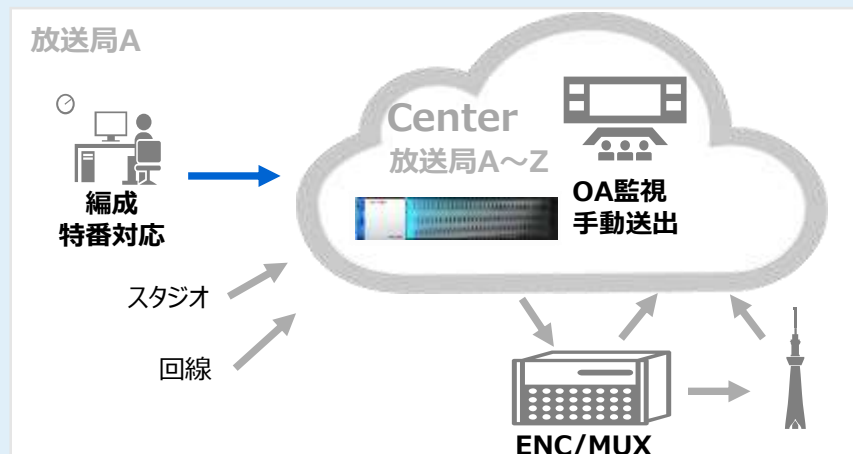 放送局A
Center
放送局A～Z
OA監視
手動送出
編成
特番対応
スタジオ
回線
ENC/MUX